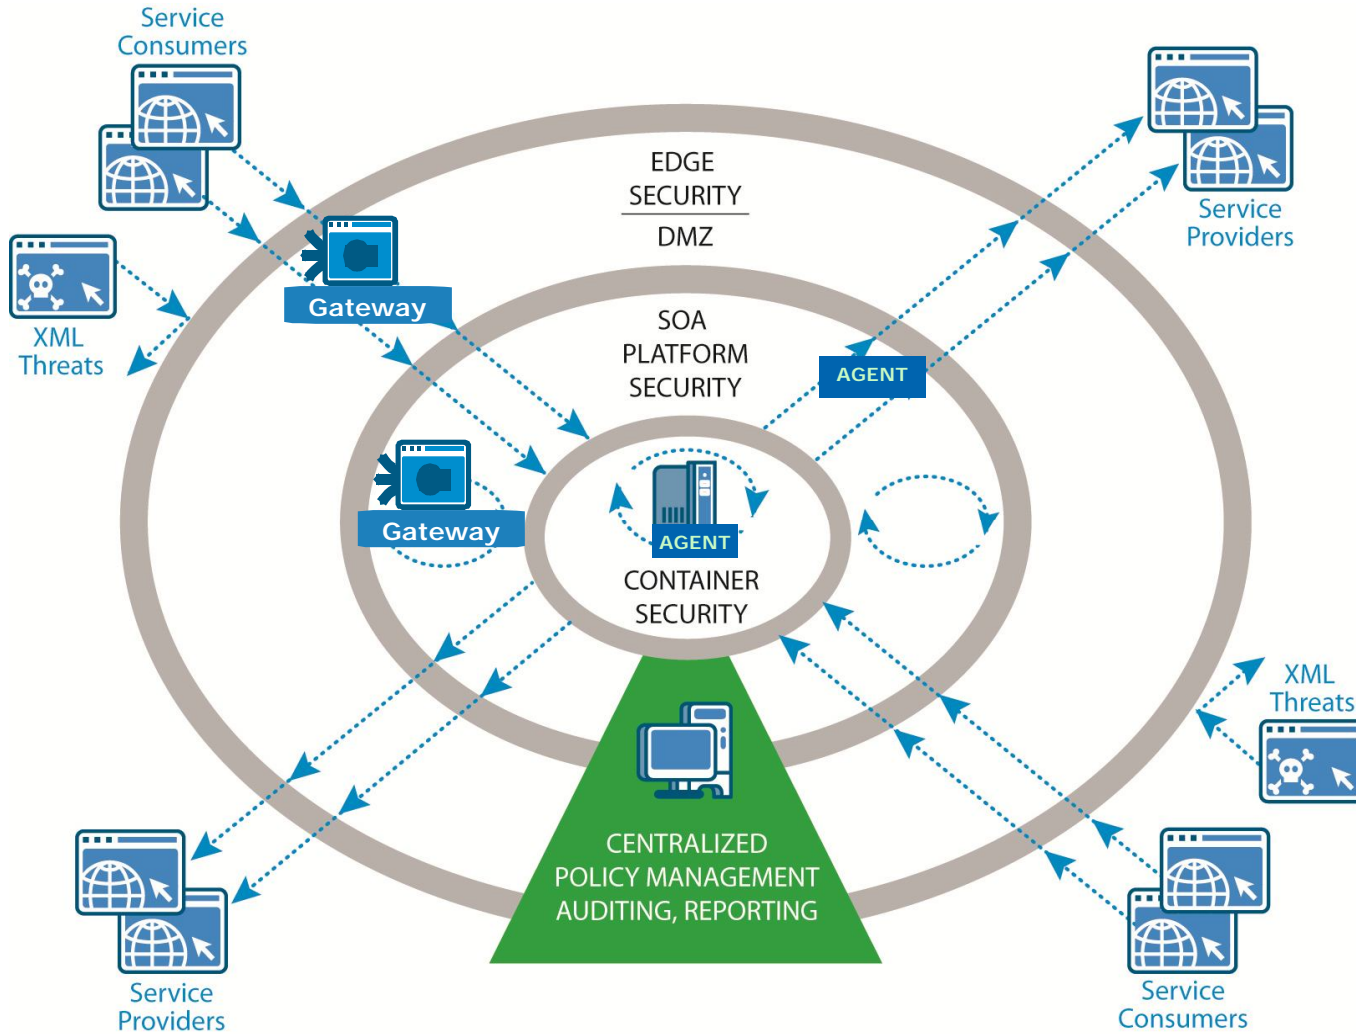 Service
Consumers
XML
Threats
EDGE
SECURITY
DMZ
Gateway
SOA
PLATFORM
SECURITY
AGENT
Service
Providers
Gateway
AGENT
CONTAINER
SECURITY
XML
Threats
CENTRALIZED
POLICY MANAGEMENT
AUDITING, REPORTING
Service
Providers
Service
Consumers